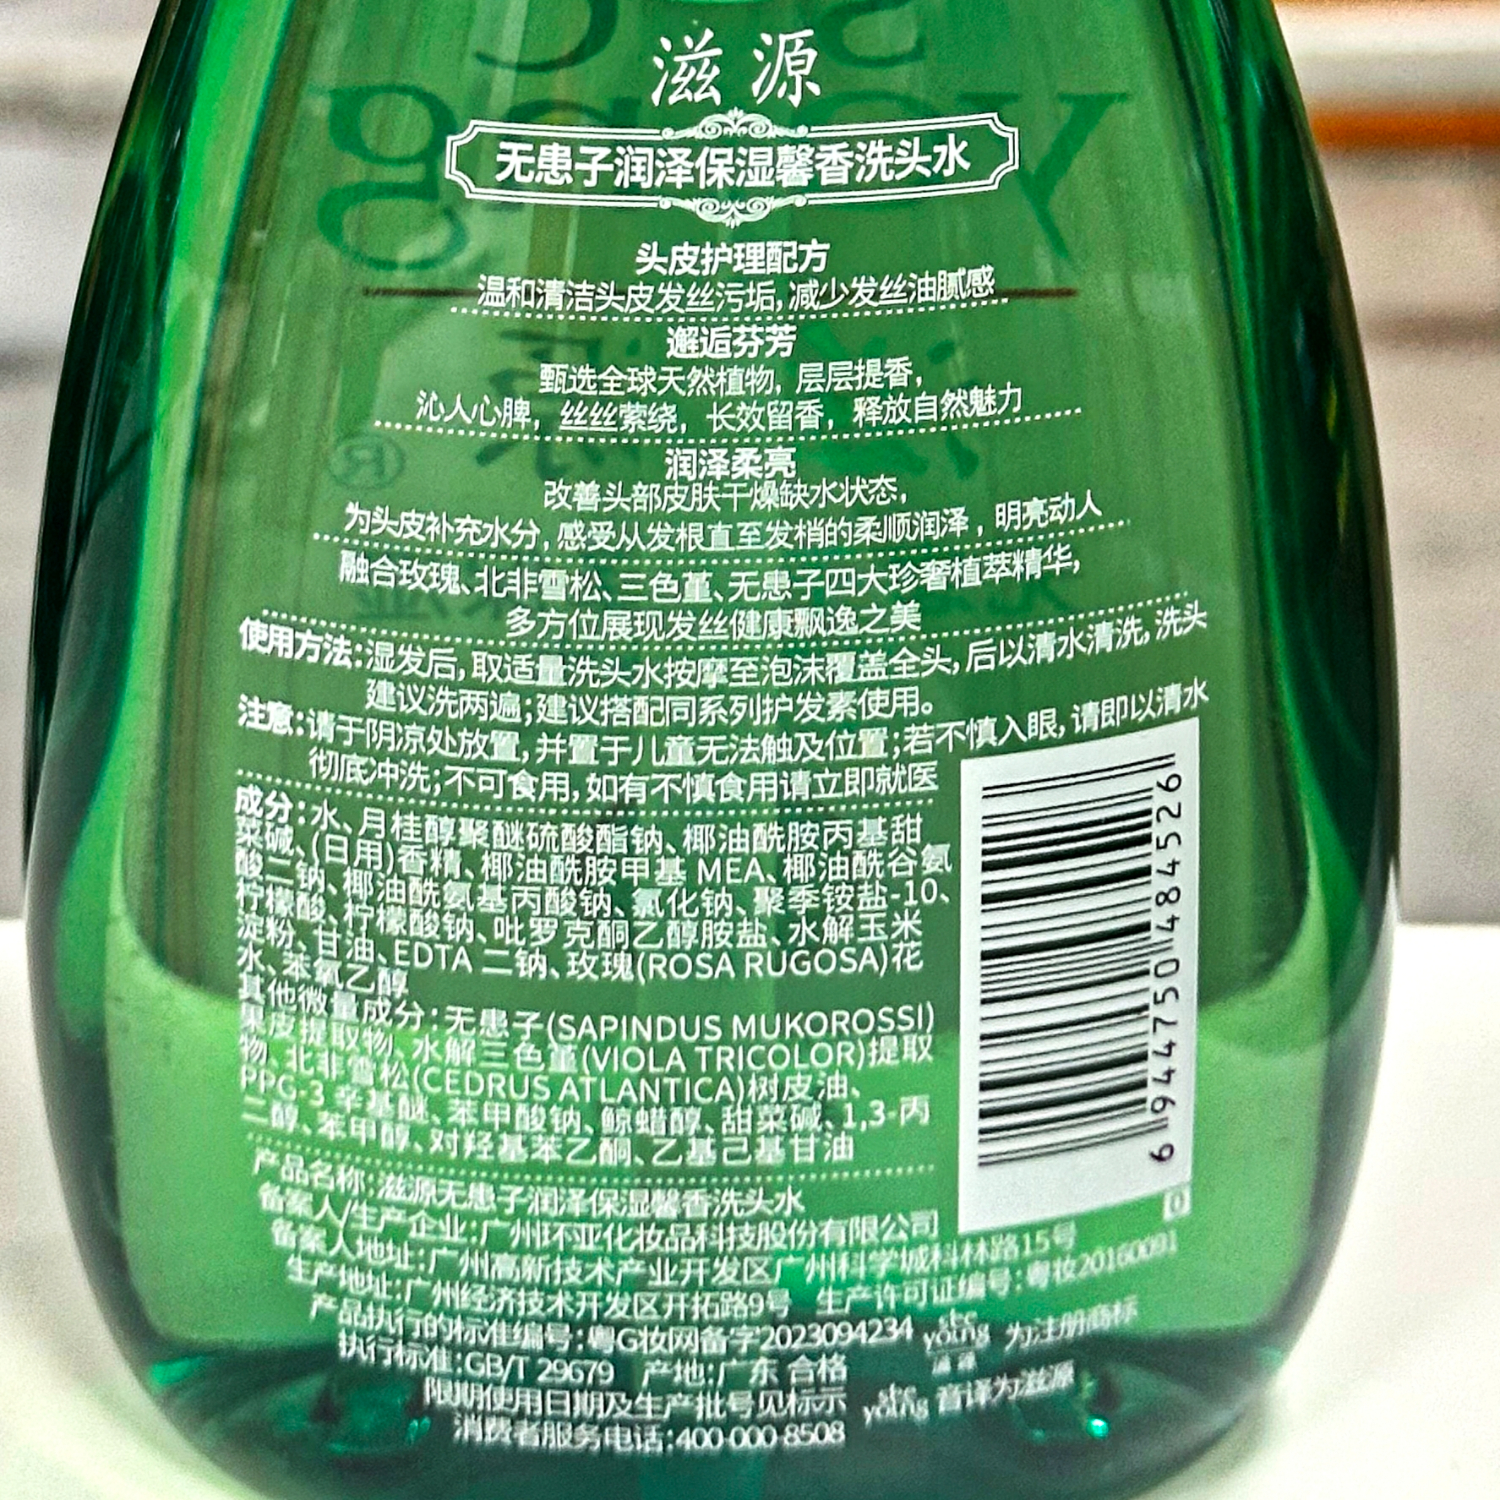 滋源
无患子润泽保湿馨香洗头水
头皮护理配方
温和清洁头皮发丝污垢,减少发丝油腻感
邂逅芬芳
甄选全球天然植物, 层层提香,
沁人心脾, 丝丝萦绕, 长效留香, 释放自然魅力
润泽柔亮
改善头部皮肤干燥缺水状态,
为头皮补充水分, 感受从发根直至发梢的柔顺润泽, 明亮动人
融合玫瑰、北非雪松、三色堇、无患子四大珍奢植萃精华,
多方位展现发丝健康飘逸之美
使用方法:湿发后,取适量洗头水按摩至泡沫覆盖全头,后以清水清洗,洗头
建议洗两遍;建议搭配同系列护发素使用。
注意:请于阴凉处放置,并置于儿童无法触及位置;若不慎入眼,请即以清水
彻底冲洗;不可食用,如有不慎食用请立即就医
成分:水、月桂醇聚醚硫酸酯钠、椰油酰胺丙基甜
菜碱、(日用)香精、椰油酰胺甲基 MEA、椰油酰谷氨
酸二钠、椰油酰氨基丙酸钠、氯化钠、聚季铵盐-10、
柠檬酸、柠檬酸钠、吡罗克酮乙醇胺盐、水解玉米
淀粉、甘油、EDTA 二钠、玫瑰(ROSA RUGOSA)花
水、苯氧乙醇
其他微量成分:无患子(SAPINDUS MUKOROSSI)
果皮提取物、水解三色堇(VIOLA TRICOLOR)提取
物、北非雪松(CEDRUS ATLANTICA)树皮油、
PPG-3 辛基醚、苯甲酸钠、鲸蜡醇、甜菜碱、1,3-丙
二醇、苯甲醇、对羟基苯乙酮、乙基己基甘油
6 944750 484526
产品名称:滋源无患子润泽保湿馨香洗头水
备案人/生产企业:广州环亚化妆品科技股份有限公司
备案人地址:广州高新技术产业开发区广州科学城科林路15号
生产地址:广州经济技术开发区开拓路9号 生产许可证编号:粤妆20160091
产品执行的标准编号:粤G妆网备字2023094234 she young 滋源 为注册商标
执行标准:GB/T 29679 产地:广东 合格
限期使用日期及生产批号见标示 she young 音译为滋源
消费者服务电话:400-000-8508